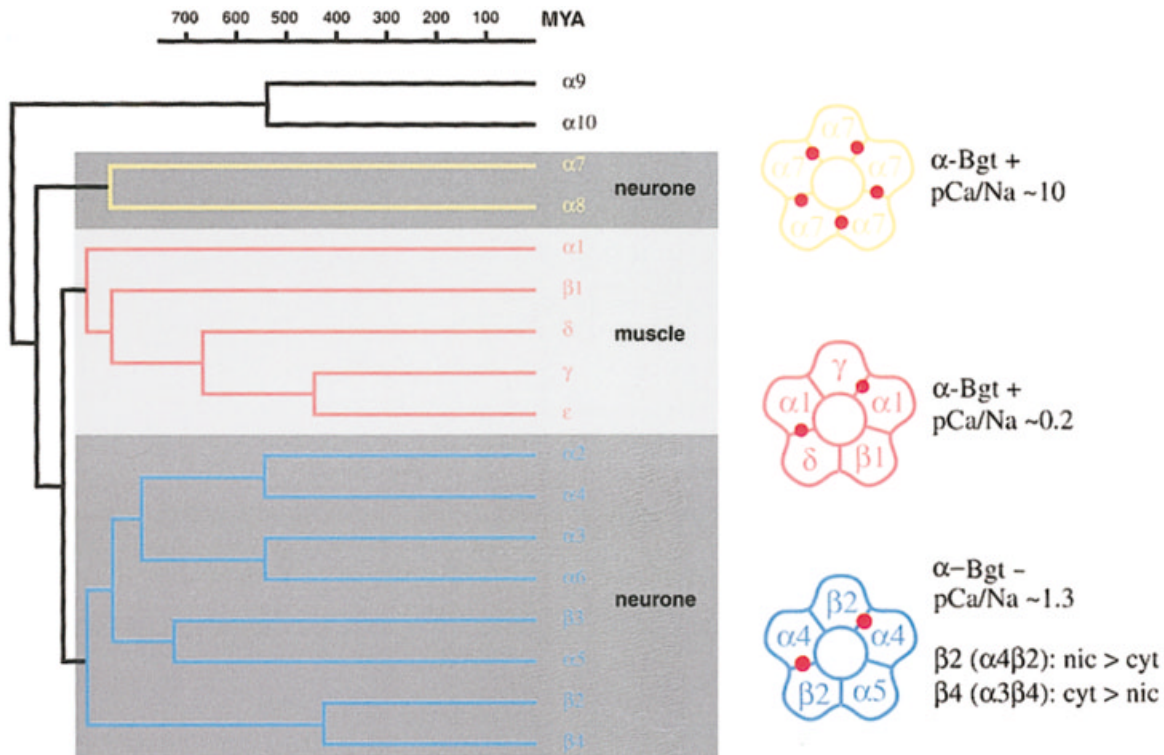 700 600 500 400 300 200 100 MYA
α9
α10
α7
α8
neurone
α1
β1
δ
γ
ε
muscle
α2
α4
α3
α6
β3
α5
β2
neurone
α7
α7 α7
α7 α7
α-Bgt +
pCa/Na ~10
γ
α1 α1
δ β1
α-Bgt +
pCa/Na ~0.2
β2
α4 α4
β2 α5
α−Bgt −
pCa/Na ~1.3
β2 (α4β2): nic > cyt
β4 (α3β4): cyt > nic